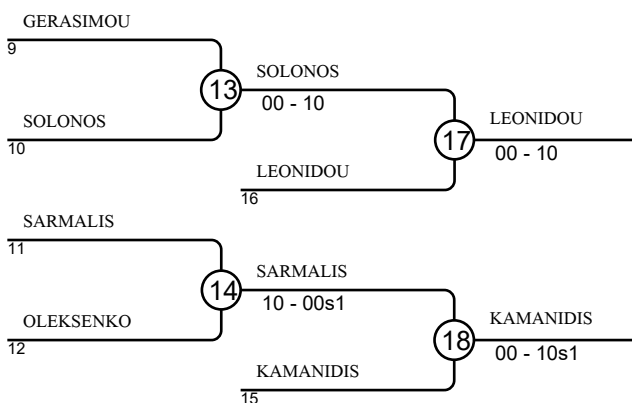 GERASIMOU
9
13
SOLONOS
00 - 10
SOLONOS
10
17
LEONIDOU
00 - 10
LEONIDOU
16
SARMALIS
11
14
SARMALIS
10 - 00s1
OLEKSENKO
12
18
KAMANIDIS
00 - 10s1
KAMANIDIS
15